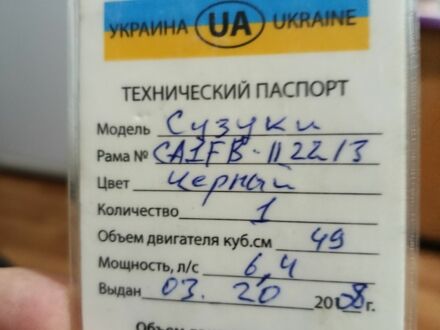 УКРАИНА UA UKRAINE
ТЕХНИЧЕСКИЙ ПАСПОРТ
Модель Сузуки
Рама № CA1FB-112213
Цвет Черный
Количество 1
Объем двигателя куб.см 49
Мощность, л/с 6,4
Выдан 03. 20 2008г.